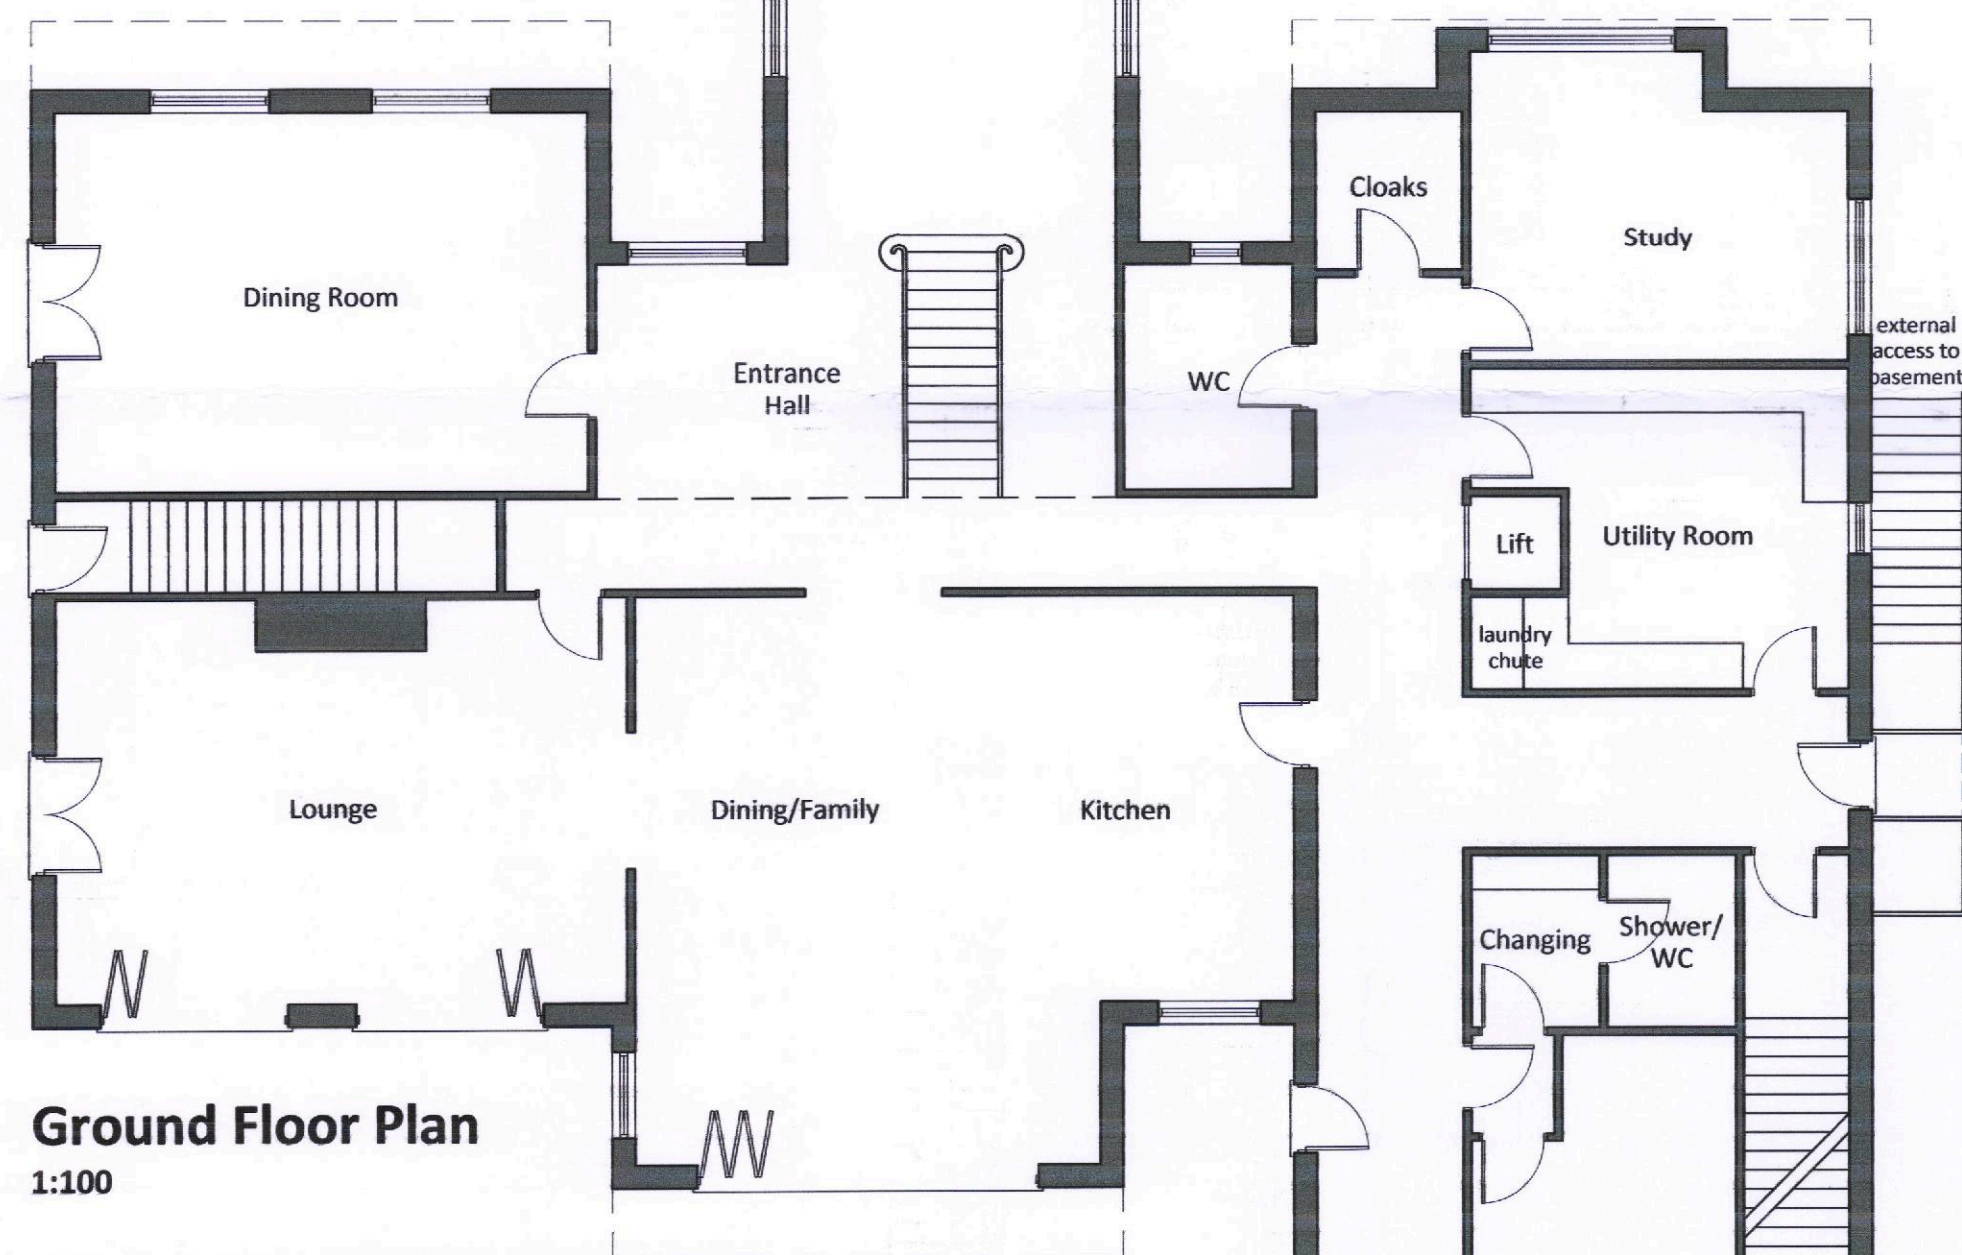 Cloaks
Study
Dining Room
external
access to
basement
Entrance
Hall
WC
Lift
Utility Room
laundry
chute
Lounge
Dining/Family
Kitchen
Changing
Shower/
WC
Ground Floor Plan
1:100